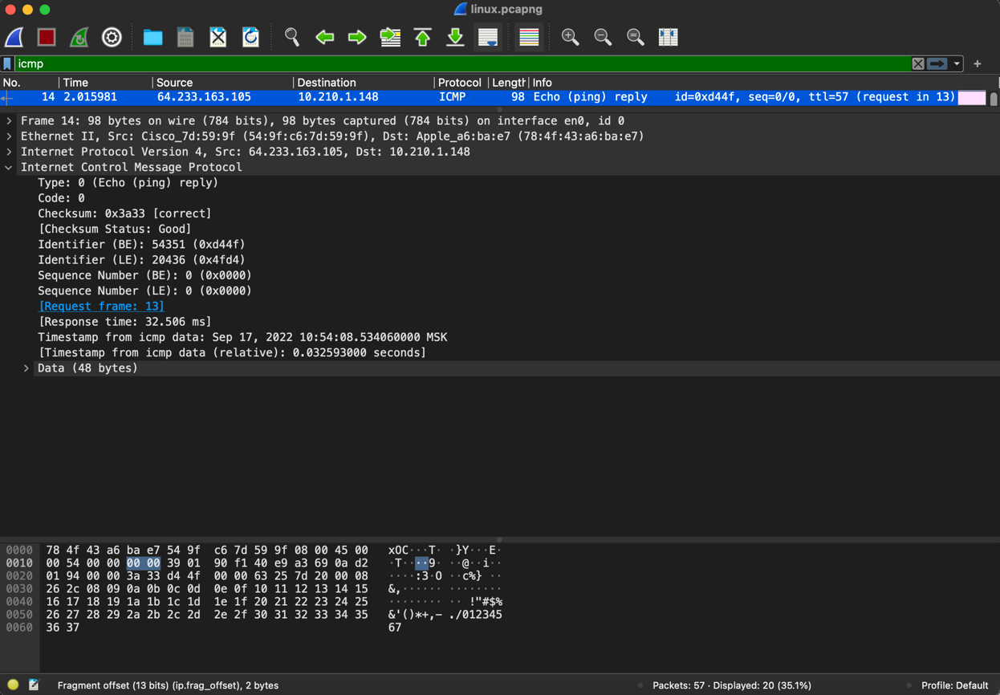 linux.pcapng
icmp
No. Time Source Destination Protocol Length Info
14 2.015981 64.233.163.105 10.210.1.148 ICMP 98 Echo (ping) reply id=0xd44f, seq=0/0, ttl=57 (request in 13)
Frame 14: 98 bytes on wire (784 bits), 98 bytes captured (784 bits) on interface en0, id 0
Ethernet II, Src: Cisco_7d:59:9f (54:9f:c6:7d:59:9f), Dst: Apple_a6:ba:e7 (78:4f:43:a6:ba:e7)
Internet Protocol Version 4, Src: 64.233.163.105, Dst: 10.210.1.148
Internet Control Message Protocol
Type: 0 (Echo (ping) reply)
Code: 0
Checksum: 0x3a33 [correct]
[Checksum Status: Good]
Identifier (BE): 54351 (0xd44f)
Identifier (LE): 20436 (0x4fd4)
Sequence Number (BE): 0 (0x0000)
Sequence Number (LE): 0 (0x0000)
[Request frame: 13]
[Response time: 32.506 ms]
Timestamp from icmp data: Sep 17, 2022 10:54:08.534060000 MSK
[Timestamp from icmp data (relative): 0.032593000 seconds]
Data (48 bytes)
0000 78 4f 43 a6 ba e7 54 9f c6 7d 59 9f 08 00 45 00 xOC···T· ·}Y···E·
0010 00 54 00 00 00 00 39 01 90 f1 40 e9 a3 69 0a d2 ·T····9· ··@··i··
0020 01 94 00 00 3a 33 d4 4f 00 00 63 25 7d 20 00 08 ····:3·O ··c%} ··
0030 26 2c 08 09 0a 0b 0c 0d 0e 0f 10 11 12 13 14 15 &,······ ········
0040 16 17 18 19 1a 1b 1c 1d 1e 1f 20 21 22 23 24 25 ········ ·· !"#$%
0050 26 27 28 29 2a 2b 2c 2d 2e 2f 30 31 32 33 34 35 &'()*+,- ./012345
0060 36 37 67
Fragment offset (13 bits) (ip.frag_offset), 2 bytes Packets: 57 · Displayed: 20 (35.1%) Profile: Default